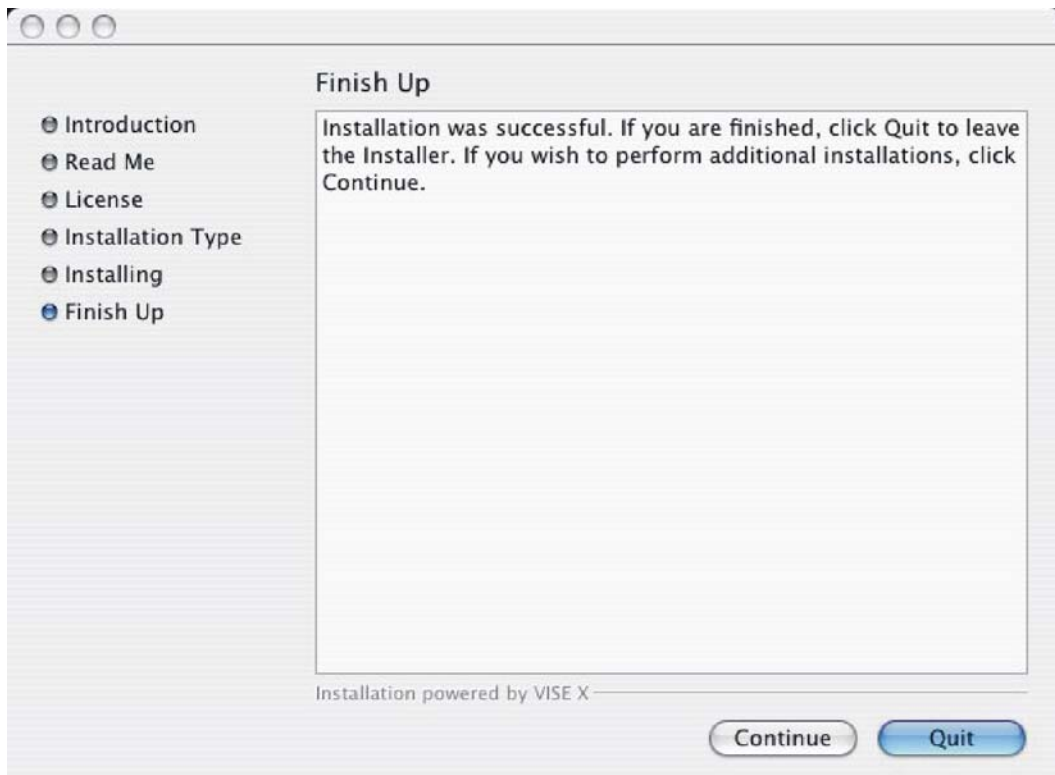 Finish Up
Introduction
Read Me
License
Installation Type
Installing
Finish Up
Installation was successful. If you are finished, click Quit to leave
the Installer. If you wish to perform additional installations, click
Continue.
Installation powered by VISE X
Continue
Quit